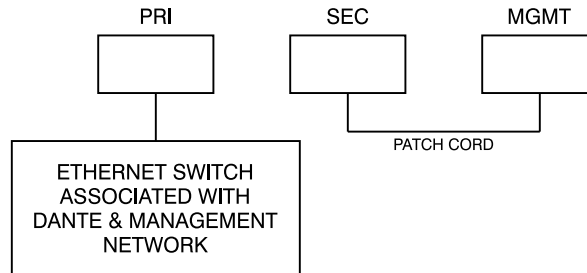 PRI
SEC
MGMT
PATCH CORD
ETHERNET SWITCH
ASSOCIATED WITH
DANTE & MANAGEMENT
NETWORK